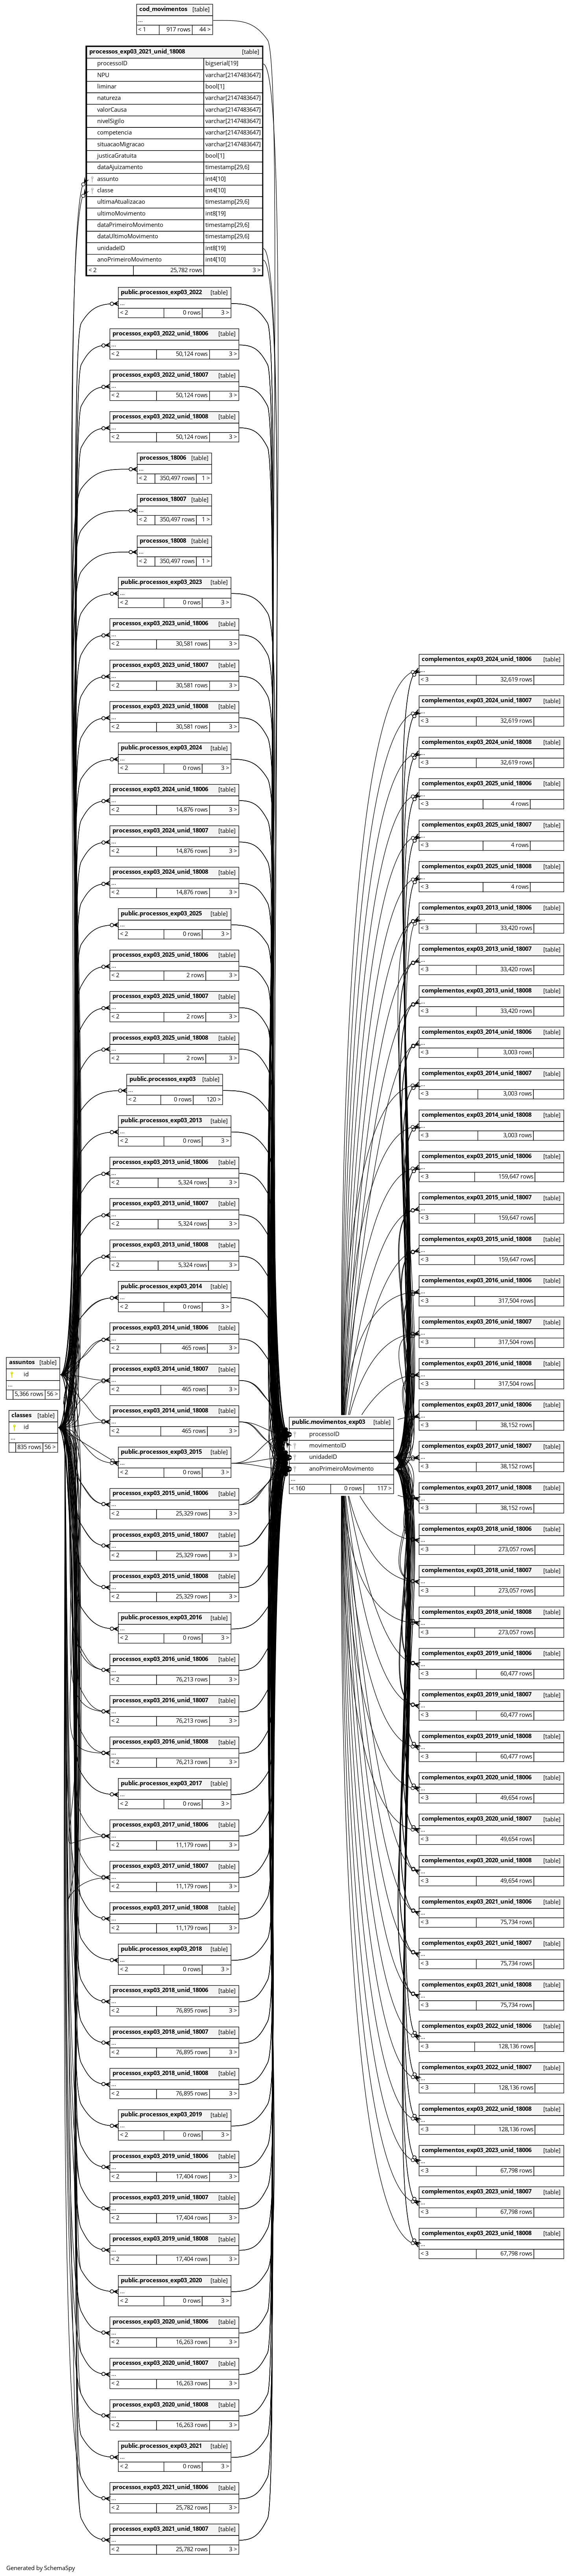 cod_movimentos [table]
...
< 1 917 rows 44 >
processos_exp03_2021_unid_18008 [table]
processoID bigserial[19]
NPU varchar[2147483647]
liminar bool[1]
natureza varchar[2147483647]
valorCausa varchar[2147483647]
nivelSigilo varchar[2147483647]
competencia varchar[2147483647]
situacaoMigracao varchar[2147483647]
justicaGratuita bool[1]
dataAjuizamento timestamp[29,6]
assunto int4[10]
classe int4[10]
ultimaAtualizacao timestamp[29,6]
ultimoMovimento int8[19]
dataPrimeiroMovimento timestamp[29,6]
dataUltimoMovimento timestamp[29,6]
unidadeID int8[19]
anoPrimeiroMovimento int4[10]
< 2 25,782 rows 3 >
public.processos_exp03_2022 [table]
...
< 2 0 rows 3 >
processos_exp03_2022_unid_18006 [table]
...
< 2 50,124 rows 3 >
processos_exp03_2022_unid_18007 [table]
...
< 2 50,124 rows 3 >
processos_exp03_2022_unid_18008 [table]
...
< 2 50,124 rows 3 >
processos_18006 [table]
...
< 2 350,497 rows 1 >
processos_18007 [table]
...
< 2 350,497 rows 1 >
processos_18008 [table]
...
< 2 350,497 rows 1 >
public.processos_exp03_2023 [table]
...
< 2 0 rows 3 >
processos_exp03_2023_unid_18006 [table]
...
< 2 30,581 rows 3 >
processos_exp03_2023_unid_18007 [table]
...
< 2 30,581 rows 3 >
processos_exp03_2023_unid_18008 [table]
...
< 2 30,581 rows 3 >
public.processos_exp03_2024 [table]
...
< 2 0 rows 3 >
processos_exp03_2024_unid_18006 [table]
...
< 2 14,876 rows 3 >
processos_exp03_2024_unid_18007 [table]
...
< 2 14,876 rows 3 >
processos_exp03_2024_unid_18008 [table]
...
< 2 14,876 rows 3 >
public.processos_exp03_2025 [table]
...
< 2 0 rows 3 >
processos_exp03_2025_unid_18006 [table]
...
< 2 2 rows 3 >
processos_exp03_2025_unid_18007 [table]
...
< 2 2 rows 3 >
processos_exp03_2025_unid_18008 [table]
...
< 2 2 rows 3 >
public.processos_exp03 [table]
...
< 2 0 rows 120 >
public.processos_exp03_2013 [table]
...
< 2 0 rows 3 >
processos_exp03_2013_unid_18006 [table]
...
< 2 5,324 rows 3 >
processos_exp03_2013_unid_18007 [table]
...
< 2 5,324 rows 3 >
processos_exp03_2013_unid_18008 [table]
...
< 2 5,324 rows 3 >
public.processos_exp03_2014 [table]
...
< 2 0 rows 3 >
processos_exp03_2014_unid_18006 [table]
...
< 2 465 rows 3 >
processos_exp03_2014_unid_18007 [table]
...
< 2 465 rows 3 >
processos_exp03_2014_unid_18008 [table]
...
< 2 465 rows 3 >
public.processos_exp03_2015 [table]
...
< 2 0 rows 3 >
processos_exp03_2015_unid_18006 [table]
...
< 2 25,329 rows 3 >
processos_exp03_2015_unid_18007 [table]
...
< 2 25,329 rows 3 >
processos_exp03_2015_unid_18008 [table]
...
< 2 25,329 rows 3 >
public.processos_exp03_2016 [table]
...
< 2 0 rows 3 >
processos_exp03_2016_unid_18006 [table]
...
< 2 76,213 rows 3 >
processos_exp03_2016_unid_18007 [table]
...
< 2 76,213 rows 3 >
processos_exp03_2016_unid_18008 [table]
...
< 2 76,213 rows 3 >
public.processos_exp03_2017 [table]
...
< 2 0 rows 3 >
processos_exp03_2017_unid_18006 [table]
...
< 2 11,179 rows 3 >
processos_exp03_2017_unid_18007 [table]
...
< 2 11,179 rows 3 >
processos_exp03_2017_unid_18008 [table]
...
< 2 11,179 rows 3 >
public.processos_exp03_2018 [table]
...
< 2 0 rows 3 >
processos_exp03_2018_unid_18006 [table]
...
< 2 76,895 rows 3 >
processos_exp03_2018_unid_18007 [table]
...
< 2 76,895 rows 3 >
processos_exp03_2018_unid_18008 [table]
...
< 2 76,895 rows 3 >
public.processos_exp03_2019 [table]
...
< 2 0 rows 3 >
processos_exp03_2019_unid_18006 [table]
...
< 2 17,404 rows 3 >
processos_exp03_2019_unid_18007 [table]
...
< 2 17,404 rows 3 >
processos_exp03_2019_unid_18008 [table]
...
< 2 17,404 rows 3 >
public.processos_exp03_2020 [table]
...
< 2 0 rows 3 >
processos_exp03_2020_unid_18006 [table]
...
< 2 16,263 rows 3 >
processos_exp03_2020_unid_18007 [table]
...
< 2 16,263 rows 3 >
processos_exp03_2020_unid_18008 [table]
...
< 2 16,263 rows 3 >
public.processos_exp03_2021 [table]
...
< 2 0 rows 3 >
processos_exp03_2021_unid_18006 [table]
...
< 2 25,782 rows 3 >
processos_exp03_2021_unid_18007 [table]
...
< 2 25,782 rows 3 >
assuntos [table]
id
...
5,366 rows 56 >
classes [table]
id
...
835 rows 56 >
public.movimentos_exp03 [table]
processoID
movimentoID
unidadeID
anoPrimeiroMovimento
...
< 160 0 rows 117 >
complementos_exp03_2024_unid_18006 [table]
...
< 3 32,619 rows
complementos_exp03_2024_unid_18007 [table]
...
< 3 32,619 rows
complementos_exp03_2024_unid_18008 [table]
...
< 3 32,619 rows
complementos_exp03_2025_unid_18006 [table]
...
< 3 4 rows
complementos_exp03_2025_unid_18007 [table]
...
< 3 4 rows
complementos_exp03_2025_unid_18008 [table]
...
< 3 4 rows
complementos_exp03_2013_unid_18006 [table]
...
< 3 33,420 rows
complementos_exp03_2013_unid_18007 [table]
...
< 3 33,420 rows
complementos_exp03_2013_unid_18008 [table]
...
< 3 33,420 rows
complementos_exp03_2014_unid_18006 [table]
...
< 3 3,003 rows
complementos_exp03_2014_unid_18007 [table]
...
< 3 3,003 rows
complementos_exp03_2014_unid_18008 [table]
...
< 3 3,003 rows
complementos_exp03_2015_unid_18006 [table]
...
< 3 159,647 rows
complementos_exp03_2015_unid_18007 [table]
...
< 3 159,647 rows
complementos_exp03_2015_unid_18008 [table]
...
< 3 159,647 rows
complementos_exp03_2016_unid_18006 [table]
...
< 3 317,504 rows
complementos_exp03_2016_unid_18007 [table]
...
< 3 317,504 rows
complementos_exp03_2016_unid_18008 [table]
...
< 3 317,504 rows
complementos_exp03_2017_unid_18006 [table]
...
< 3 38,152 rows
complementos_exp03_2017_unid_18007 [table]
...
< 3 38,152 rows
complementos_exp03_2017_unid_18008 [table]
...
< 3 38,152 rows
complementos_exp03_2018_unid_18006 [table]
...
< 3 273,057 rows
complementos_exp03_2018_unid_18007 [table]
...
< 3 273,057 rows
complementos_exp03_2018_unid_18008 [table]
...
< 3 273,057 rows
complementos_exp03_2019_unid_18006 [table]
...
< 3 60,477 rows
complementos_exp03_2019_unid_18007 [table]
...
< 3 60,477 rows
complementos_exp03_2019_unid_18008 [table]
...
< 3 60,477 rows
complementos_exp03_2020_unid_18006 [table]
...
< 3 49,654 rows
complementos_exp03_2020_unid_18007 [table]
...
< 3 49,654 rows
complementos_exp03_2020_unid_18008 [table]
...
< 3 49,654 rows
complementos_exp03_2021_unid_18006 [table]
...
< 3 75,734 rows
complementos_exp03_2021_unid_18007 [table]
...
< 3 75,734 rows
complementos_exp03_2021_unid_18008 [table]
...
< 3 75,734 rows
complementos_exp03_2022_unid_18006 [table]
...
< 3 128,136 rows
complementos_exp03_2022_unid_18007 [table]
...
< 3 128,136 rows
complementos_exp03_2022_unid_18008 [table]
...
< 3 128,136 rows
complementos_exp03_2023_unid_18006 [table]
...
< 3 67,798 rows
complementos_exp03_2023_unid_18007 [table]
...
< 3 67,798 rows
complementos_exp03_2023_unid_18008 [table]
...
< 3 67,798 rows
Generated by SchemaSpy